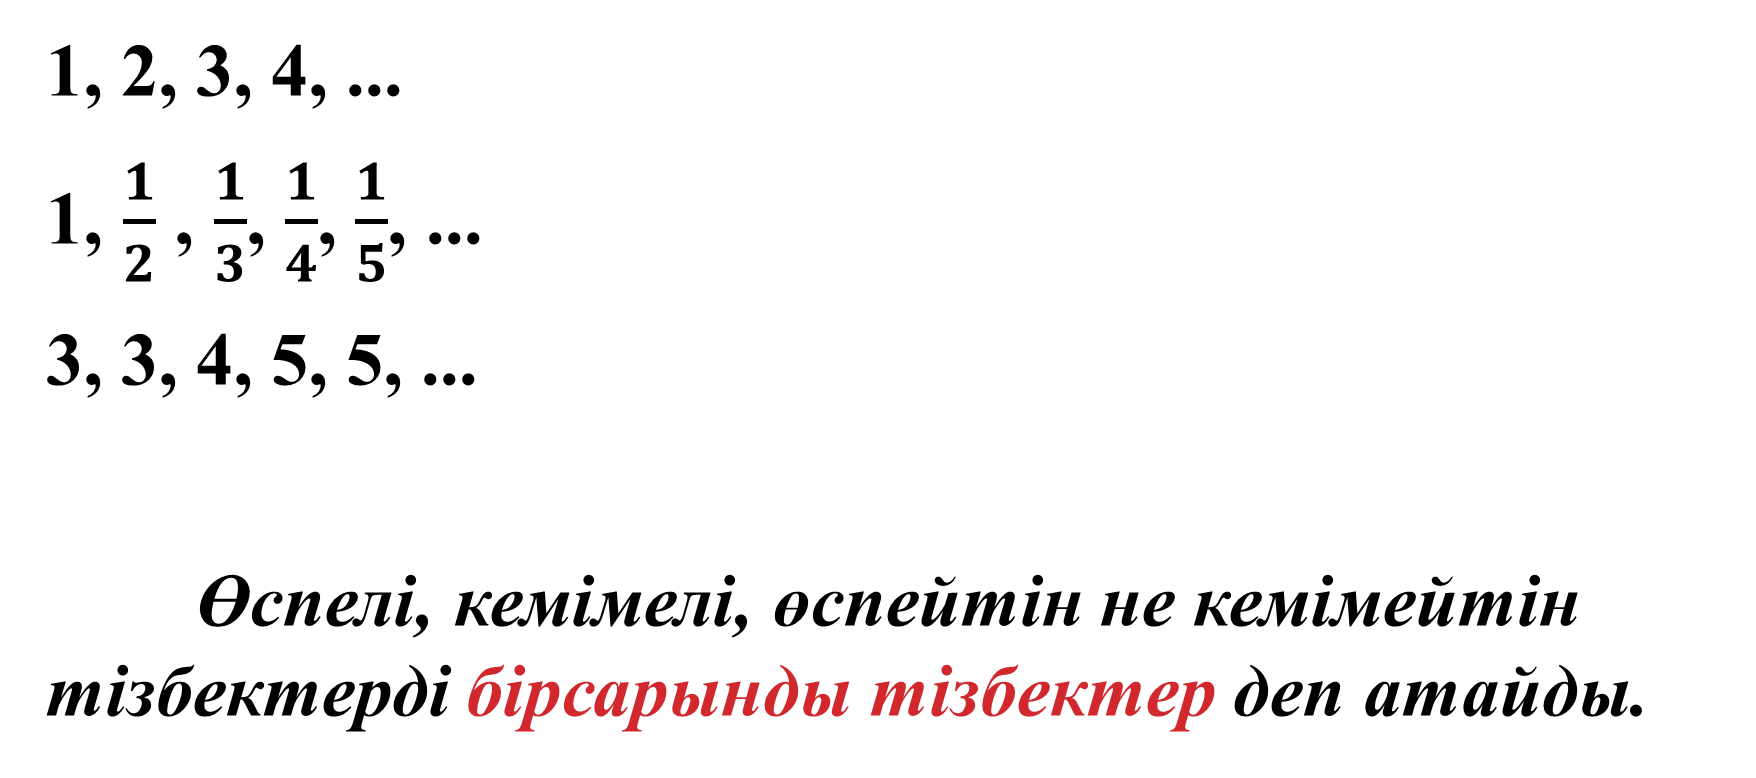 1, 2, 3, 4, ...
1, 1/2 , 1/3, 1/4, 1/5, ...
3, 3, 4, 5, 5, ...
Өспелі, кемімелі, өспейтін не кемімейтін
тізбектерді бірсарынды тізбектер деп атайды.